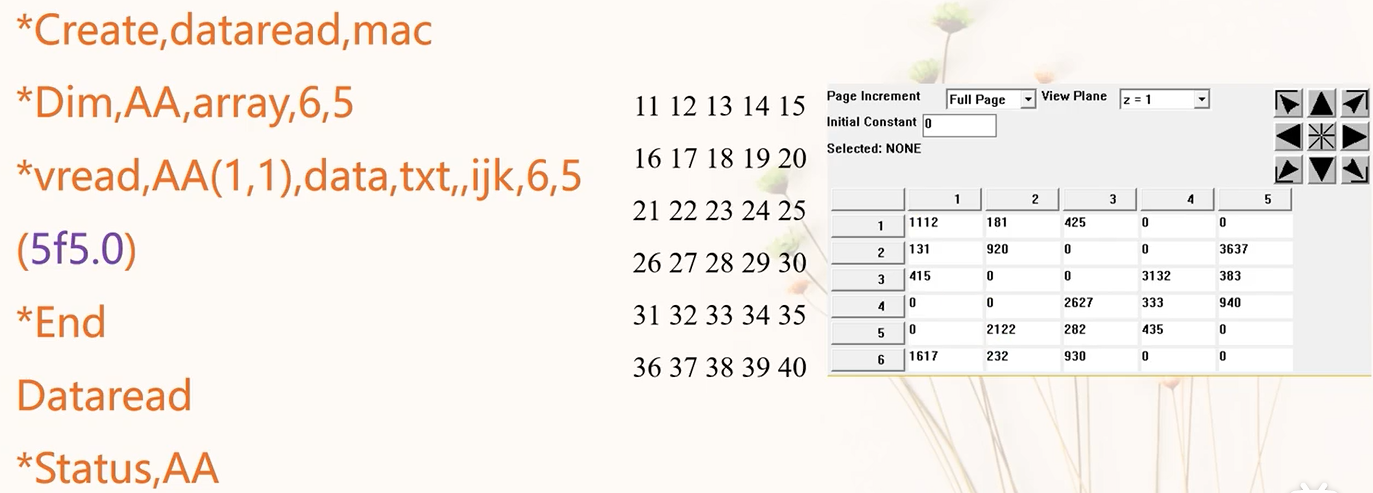 *Create,dataread,mac
*Dim,AA,array,6,5
*vread,AA(1,1),data,txt,,ijk,6,5
(5f5.0)
*End
Dataread
*Status,AA
11 12 13 14 15
16 17 18 19 20
21 22 23 24 25
26 27 28 29 30
31 32 33 34 35
36 37 38 39 40
Page Increment Full Page View Plane z = 1
Initial Constant 0
Selected: NONE
1 2 3 4 5
1 1112 181 425 0 0
2 131 920 0 0 3637
3 415 0 0 3132 383
4 0 0 2627 333 940
5 0 2122 282 435 0
6 1617 232 930 0 0